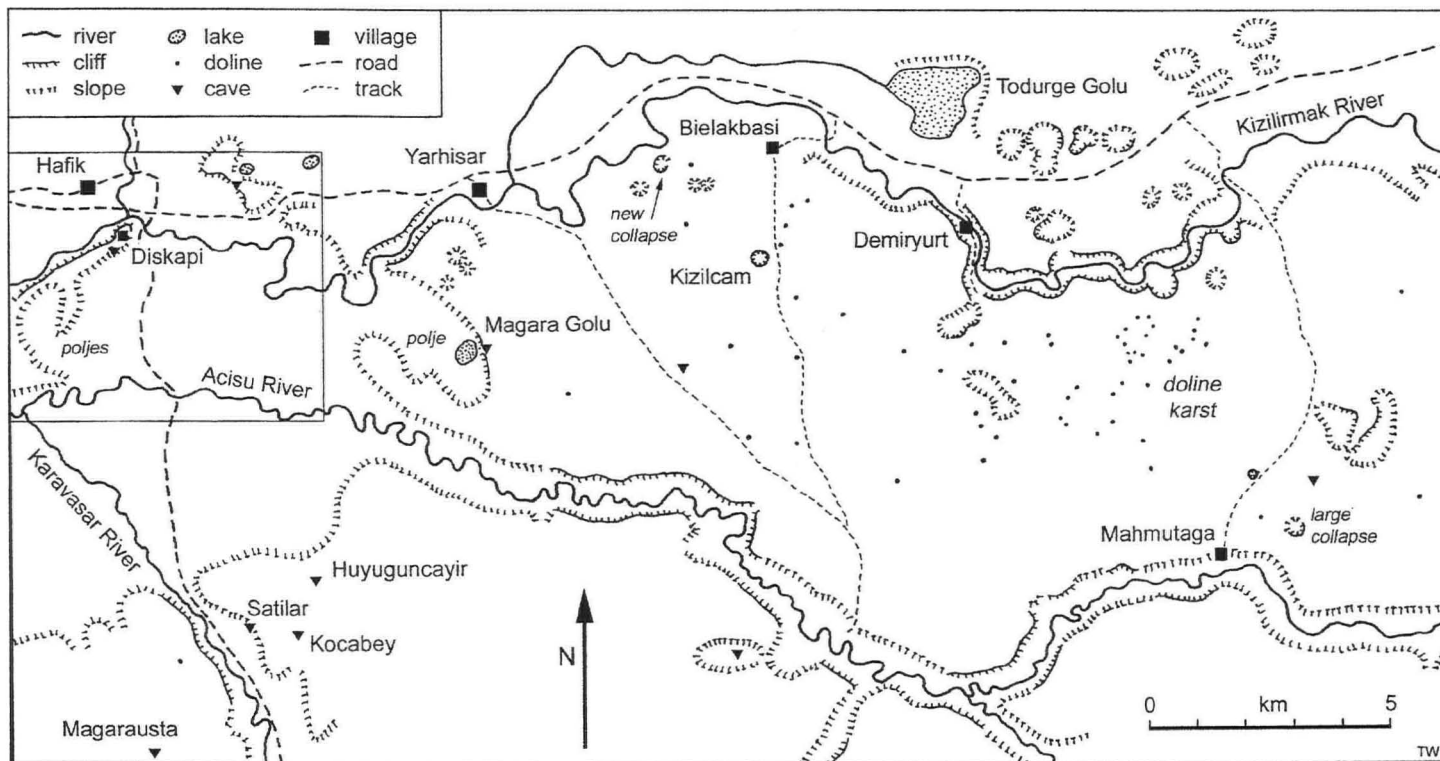 river
lake
village
cliff
doline
road
slope
cave
track
Todurge Golu
Kizilirmak River
Bielakbasi
Hafik
Yarhisar
new
collapse
Diskapi
Demiryurt
Kizilcam
Magara Golu
poljes
polje
Acisu River
doline
karst
Karavasar River
large
collapse
Mahmutaga
Huyuguncayir
Satilar
Kocabey
N
0 km 5
Magarausta
TW